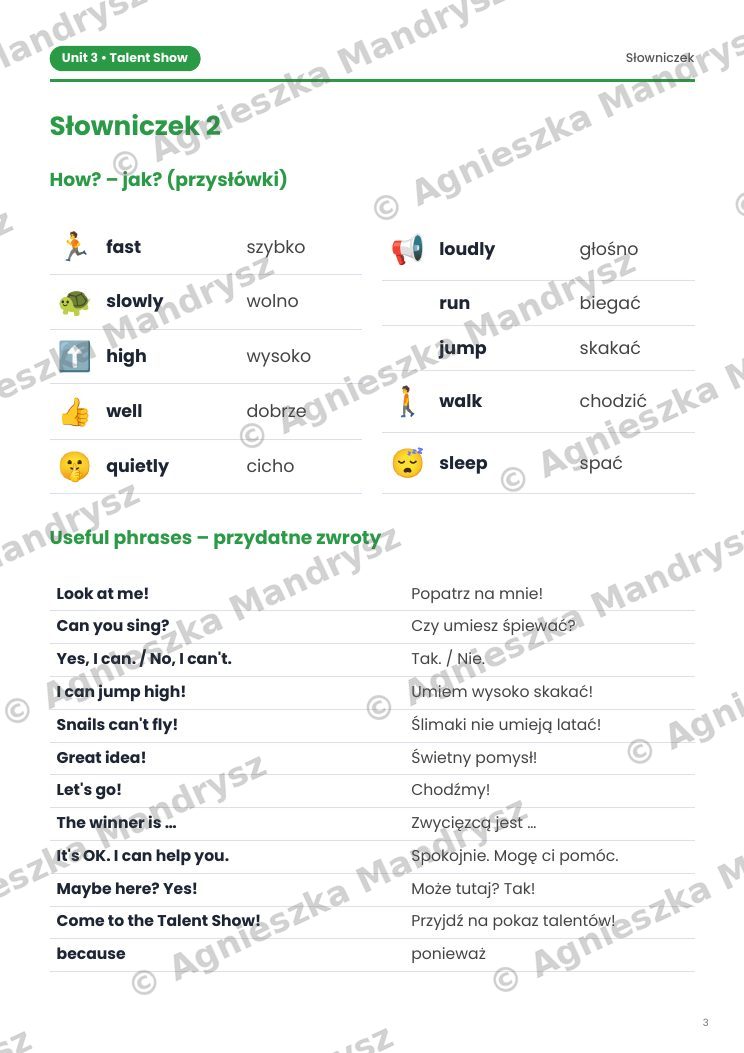 Unit 3 • Talent Show
Słowniczek
Słowniczek 2
How? – jak? (przysłówki)
fast szybko
slowly wolno
high wysoko
well dobrze
quietly cicho
loudly głośno
run biegać
jump skakać
walk chodzić
sleep spać
Useful phrases – przydatne zwroty
Look at me! Popatrz na mnie!
Can you sing? Czy umiesz śpiewać?
Yes, I can. / No, I can't. Tak. / Nie.
I can jump high! Umiem wysoko skakać!
Snails can't fly! Ślimaki nie umieją latać!
Great idea! Świetny pomysł!
Let's go! Chodźmy!
The winner is ... Zwycięzcą jest ...
It's OK. I can help you. Spokojnie. Mogę ci pomóc.
Maybe here? Yes! Może tutaj? Tak!
Come to the Talent Show! Przyjdź na pokaz talentów!
because ponieważ
3
© Agnieszka Mandrysz